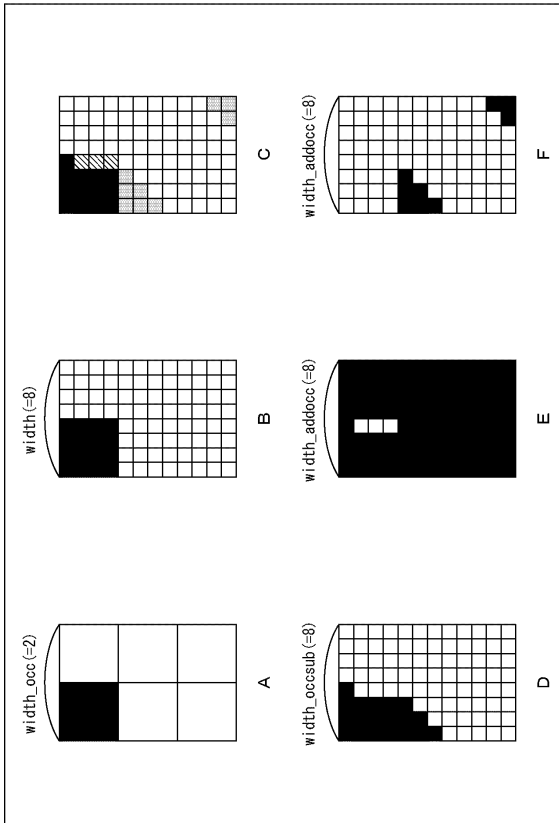 width_occ(=2)
width(=8)
A
B
C
width_occsub(=8)
width_addocc(=8)
width_addocc(=8)
D
E
F